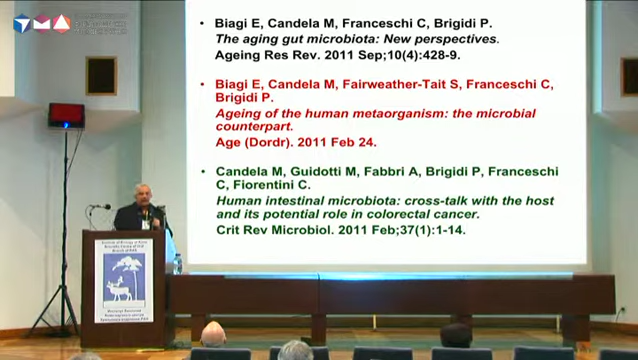 • Biagi E, Candela M, Franceschi C, Brigidi P.
The aging gut microbiota: New perspectives.
Ageing Res Rev. 2011 Sep;10(4):428-9.
• Biagi E, Candela M, Fairweather-Tait S, Franceschi C,
Brigidi P.
Ageing of the human metaorganism: the microbial
counterpart.
Age (Dordr). 2011 Feb 24.
• Candela M, Guidotti M, Fabbri A, Brigidi P, Franceschi
C, Fiorentini C.
Human intestinal microbiota: cross-talk with the host
and its potential role in colorectal cancer.
Crit Rev Microbiol. 2011 Feb;37(1):1-14.